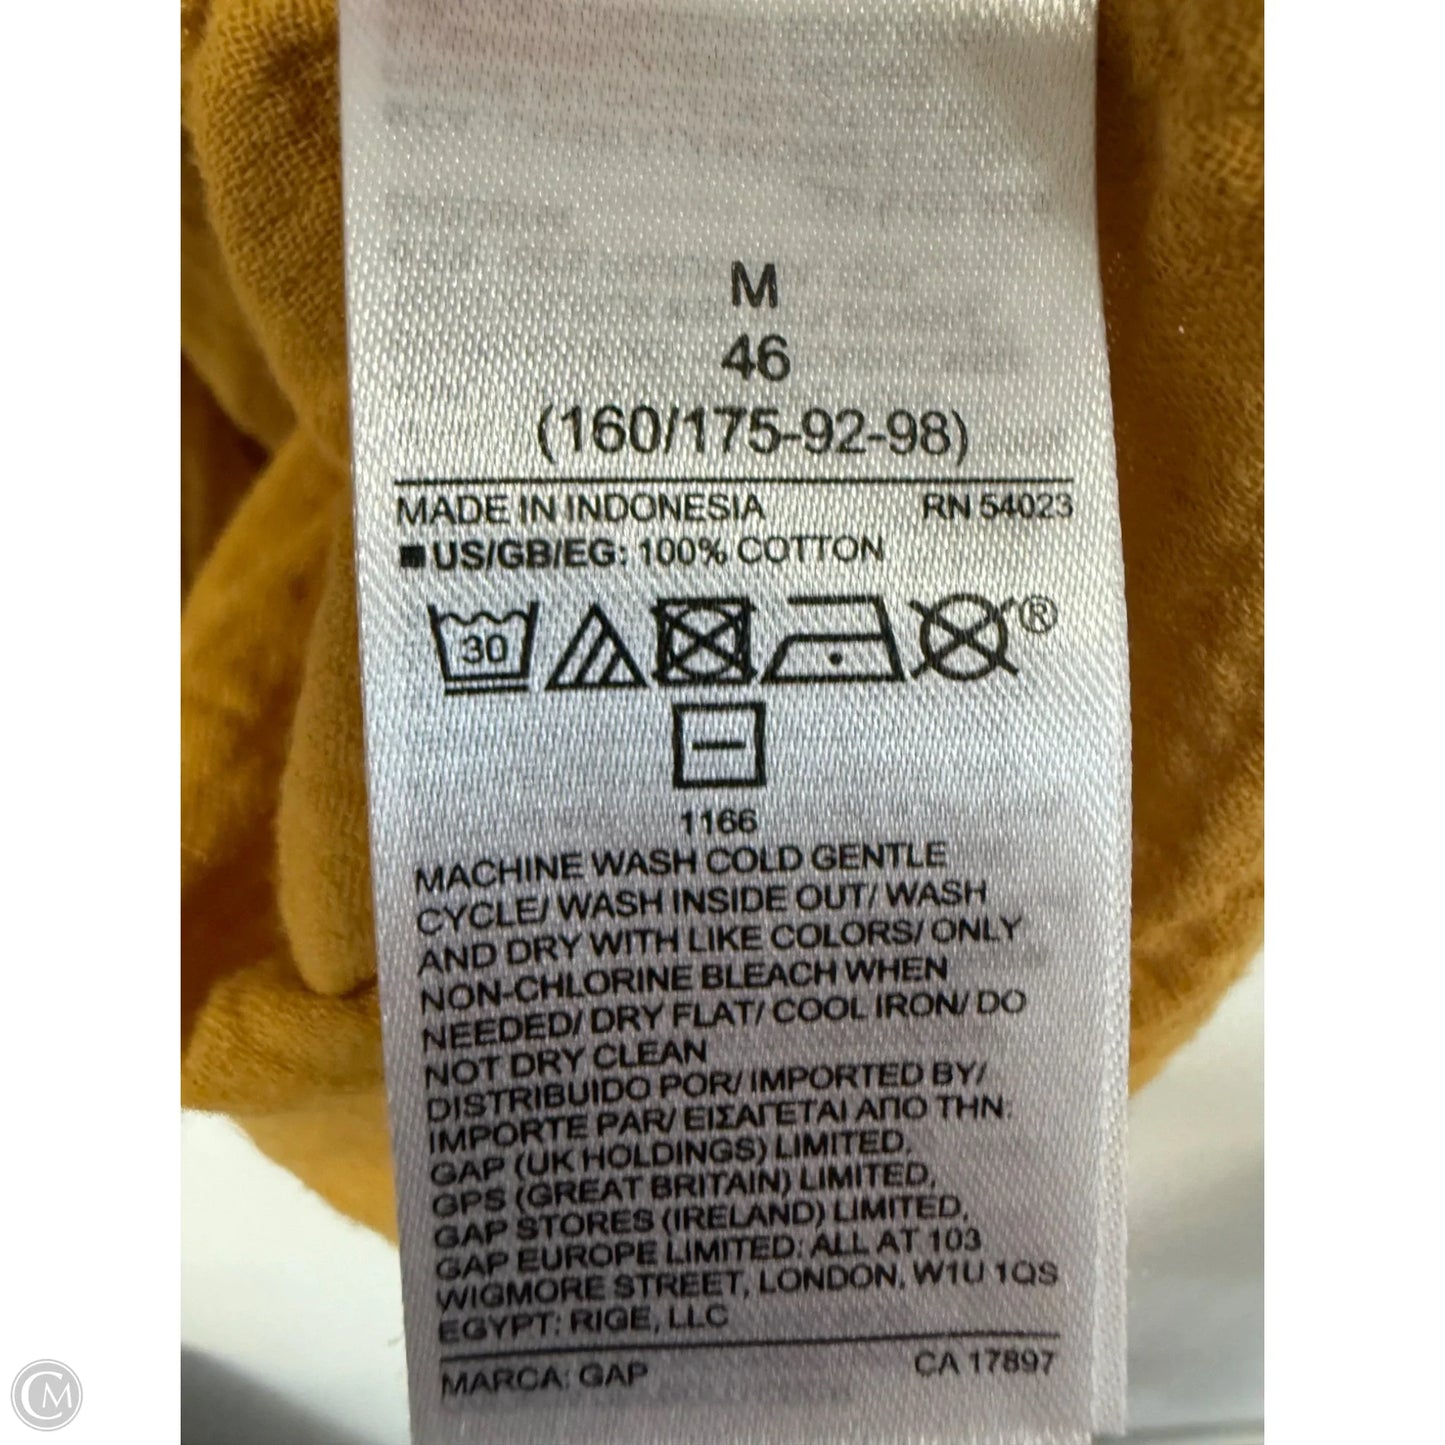 M
46
(160/175-92-98)
MADE IN INDONESIA RN 54023
■ US/GB/EG: 100% COTTON
30 ®
1166
MACHINE WASH COLD GENTLE
CYCLE/ WASH INSIDE OUT/ WASH
AND DRY WITH LIKE COLORS/ ONLY
NON-CHLORINE BLEACH WHEN
NEEDED/ DRY FLAT/ COOL IRON/ DO
NOT DRY CLEAN
DISTRIBUIDO POR/ IMPORTED BY/
IMPORTE PAR/ ΕΙΣΑΓΕΤΑΙ ΑΠΟ ΤΗΝ:
GAP (UK HOLDINGS) LIMITED,
GPS (GREAT BRITAIN) LIMITED,
GAP STORES (IRELAND) LIMITED,
GAP EUROPE LIMITED: ALL AT 103
WIGMORE STREET, LONDON, W1U 1QS
EGYPT: RIGE, LLC
MARCA: GAP CA 17897
CM